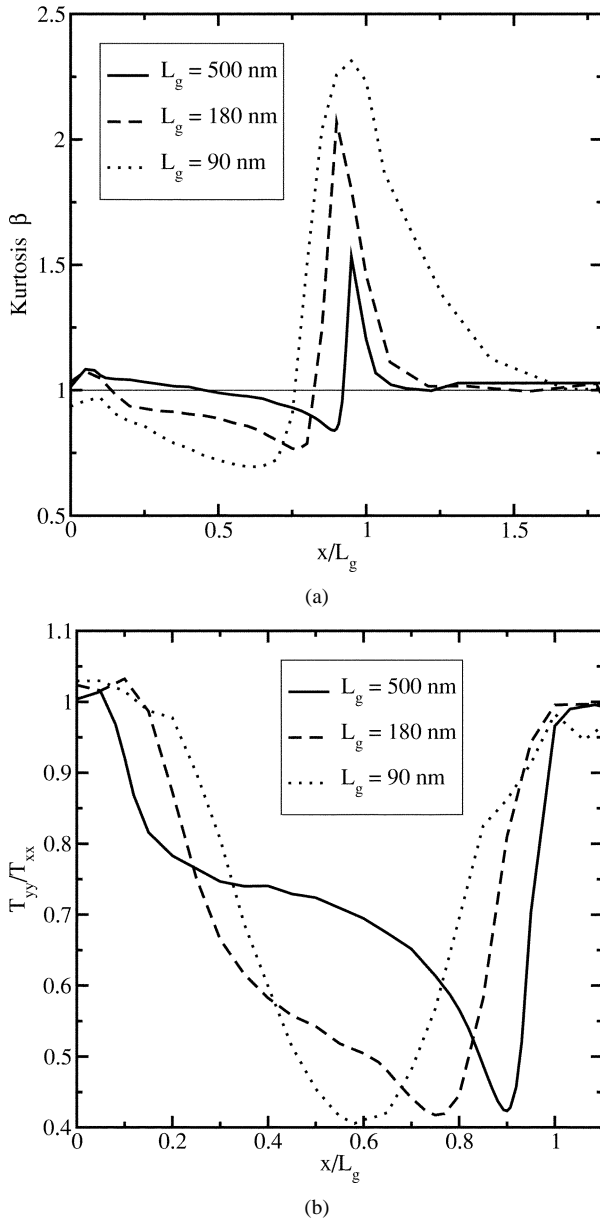 2.5
2
1.5
1
0.5
Kurtosis β
L_g = 500 nm
L_g = 180 nm
L_g = 90 nm
0
0.5
1
1.5
x/L_g
(a)
1.1
1
0.9
0.8
0.7
0.6
0.5
0.4
T_yy/T_xx
L_g = 500 nm
L_g = 180 nm
L_g = 90 nm
0
0.2
0.4
0.6
0.8
1
x/L_g
(b)